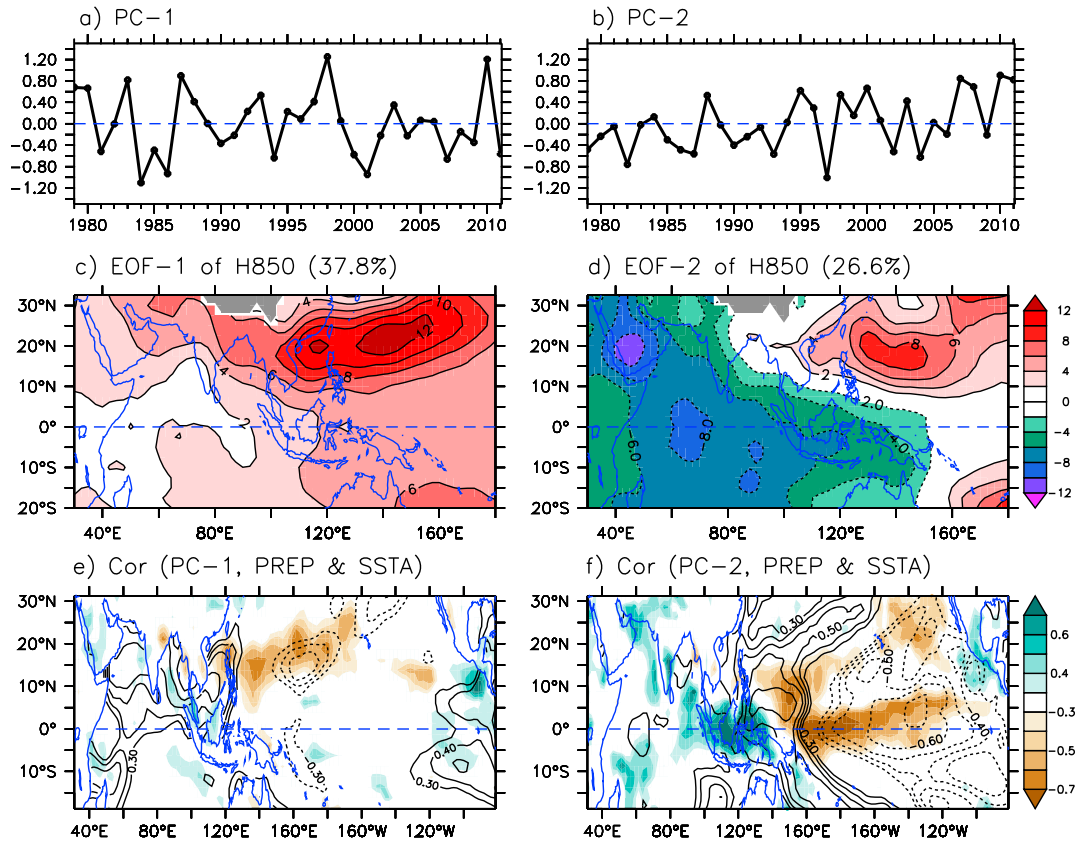 a) PC-1
b) PC-2
1.20
0.80
0.40
0.00
-0.40
-0.80
-1.20
1.20
0.80
0.40
0.00
-0.40
-0.80
-1.20
1980 1985 1990 1995 2000 2005 2010
1980 1985 1990 1995 2000 2005 2010
c) EOF-1 of H850 (37.8%)
d) EOF-2 of H850 (26.6%)
30°N
20°N
10°N
0°
10°S
20°S
4
10
12
4
6
8
2
6
40°E 80°E 120°E 160°E
30°N
20°N
10°N
0°
10°S
20°S
8
6
2
-2.0
-4.0
-6.0
-8.0
40°E 80°E 120°E 160°E
12
8
4
0
-4
-8
-12
e) Cor (PC-1, PREP & SSTA)
f) Cor (PC-2, PREP & SSTA)
30°N
20°N
10°N
0°
10°S
0.30
0.30
0.40
40°E 80°E 120°E 160°E 160°W 120°W
30°N
20°N
10°N
0°
10°S
0.30
0.50
-0.50
-0.30
-0.60
-0.40
40°E 80°E 120°E 160°E 160°W 120°W
0.6
0.4
-0.3
-0.5
-0.7